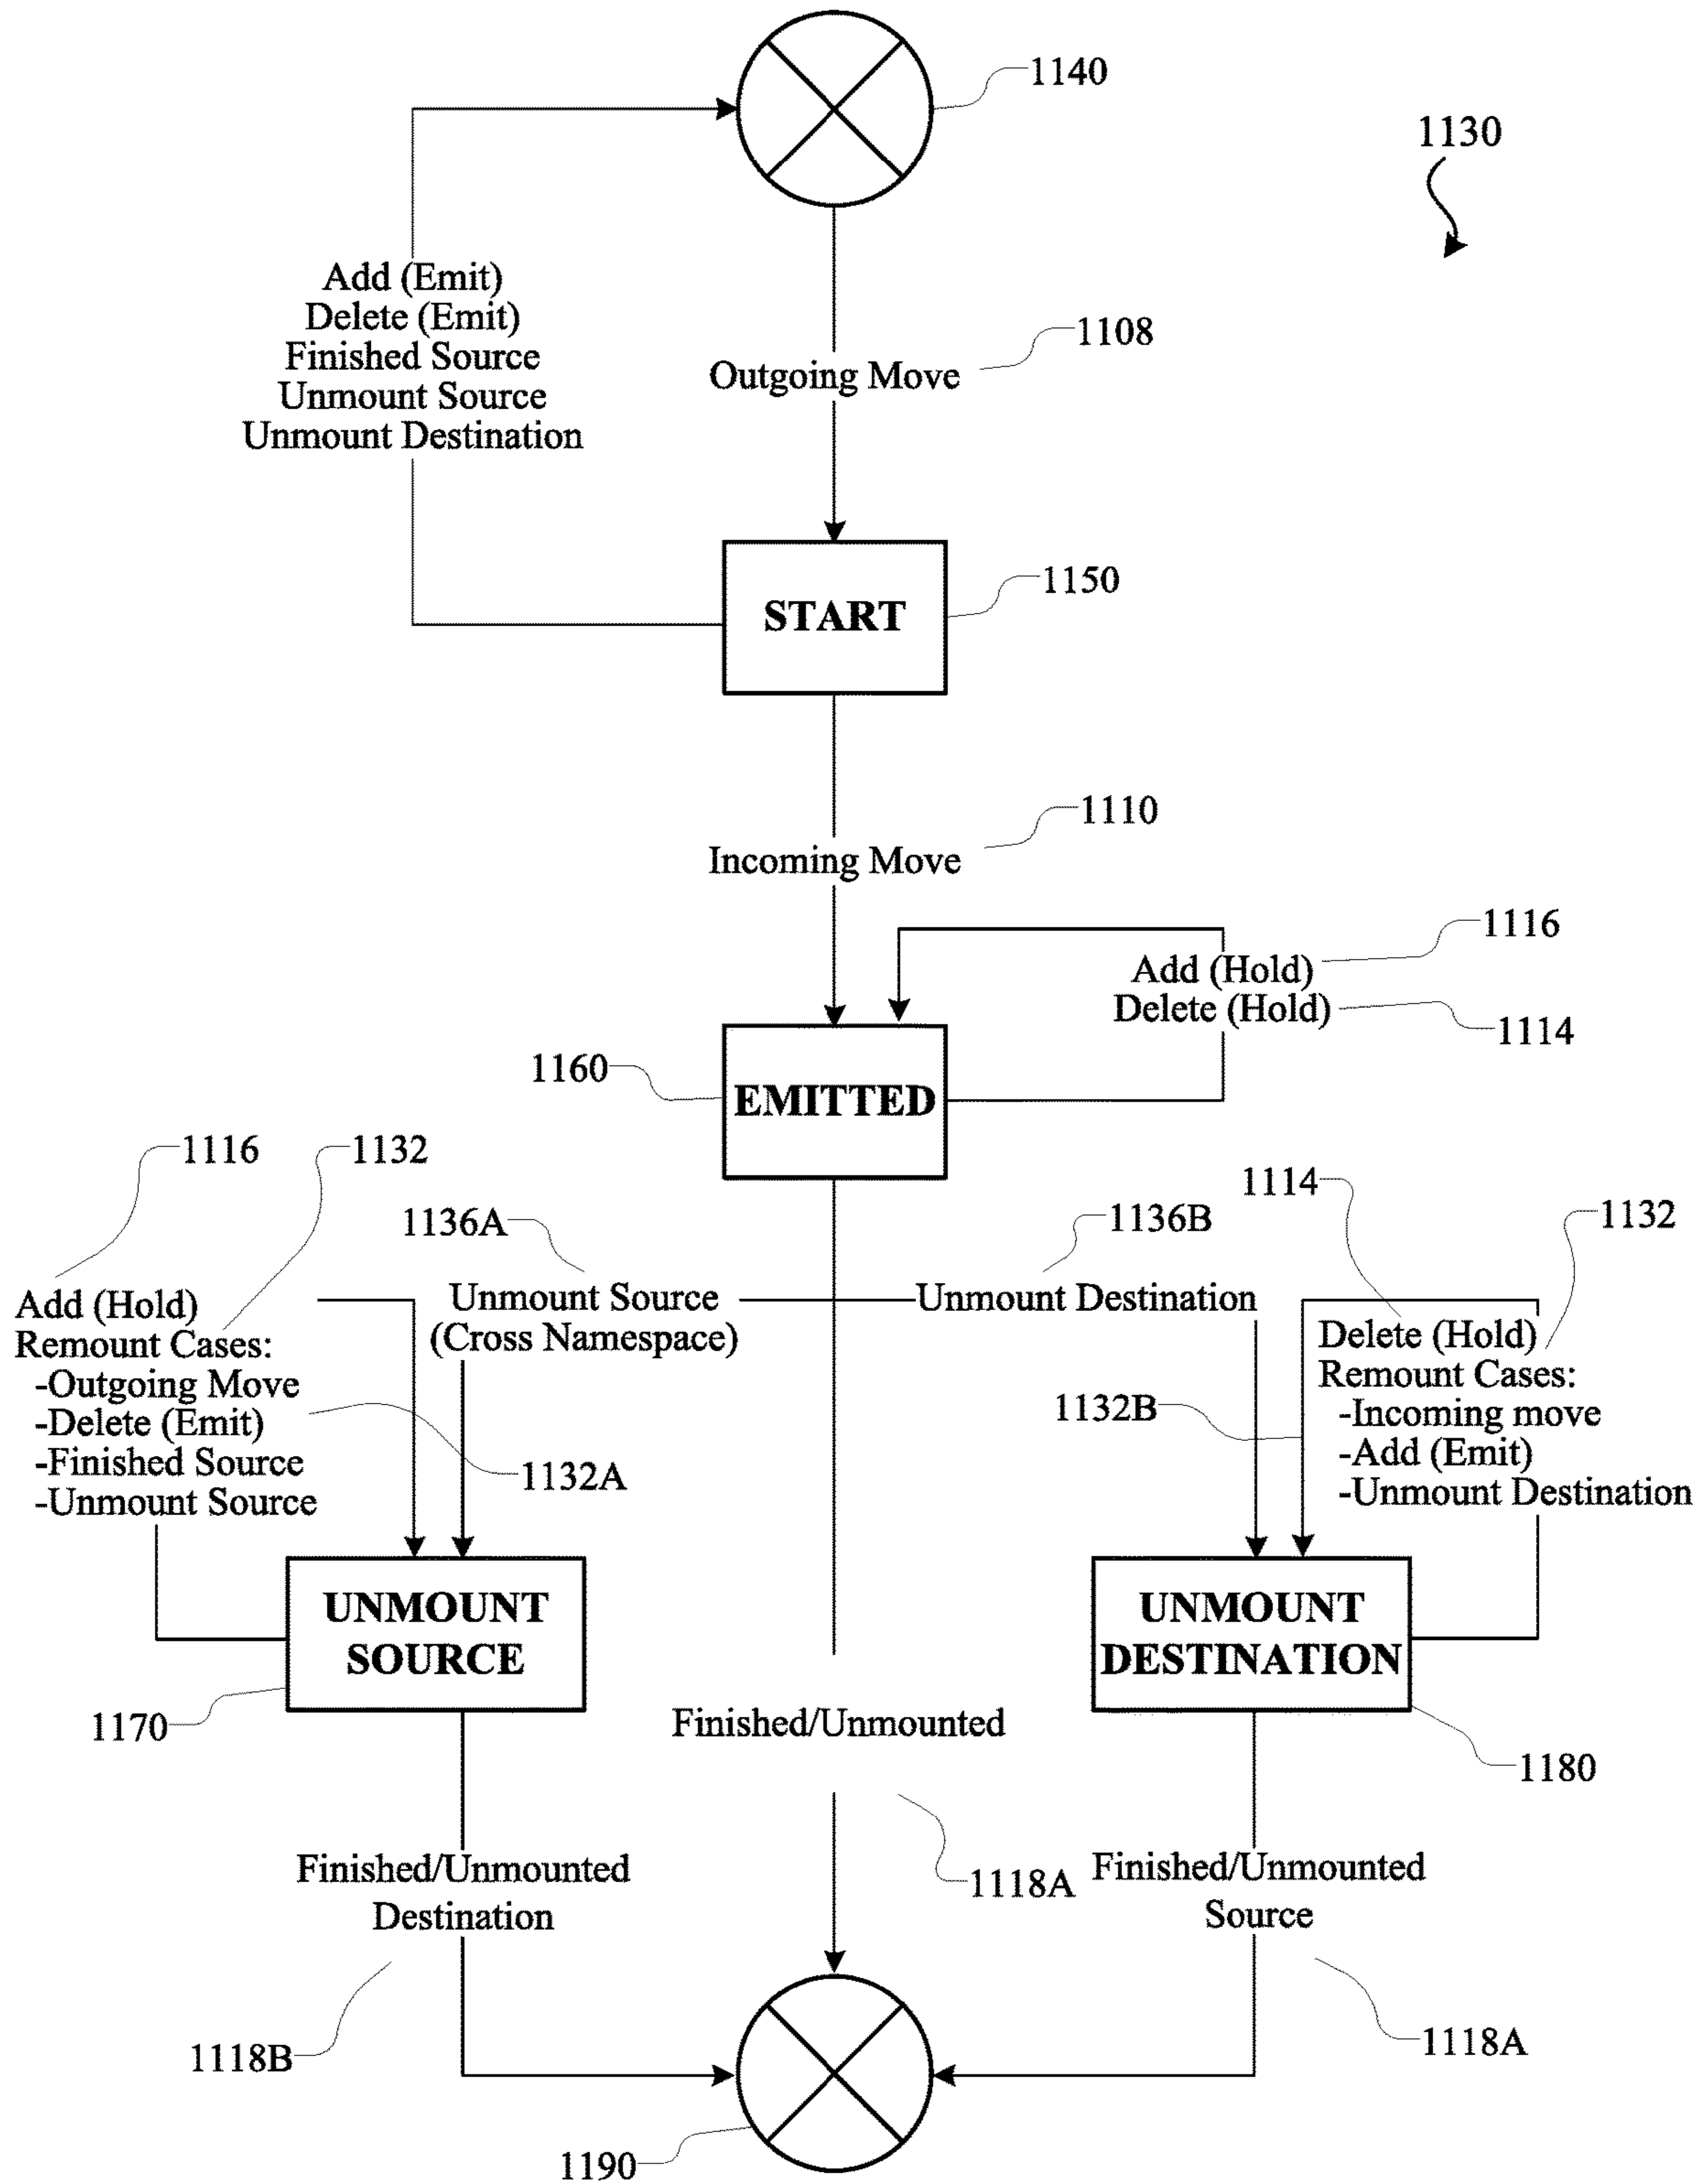 1140
1130
Add (Emit)
Delete (Emit)
Finished Source
Unmount Source
Unmount Destination
1108
Outgoing Move
1150
START
1110
Incoming Move
1116
Add (Hold)
Delete (Hold)
1114
1160
EMITTED
1116
1132
1136A
1136B
1114
1132
Unmount Source
(Cross Namespace)
Unmount Destination
Add (Hold)
Remount Cases:
-Outgoing Move
-Delete (Emit)
-Finished Source
-Unmount Source
1132A
1132B
Delete (Hold)
Remount Cases:
-Incoming move
-Add (Emit)
-Unmount Destination
UNMOUNT
SOURCE
1170
UNMOUNT
DESTINATION
1180
Finished/Unmounted
1118A
Finished/Unmounted
Destination
1118B
Finished/Unmounted
Source
1118A
1190